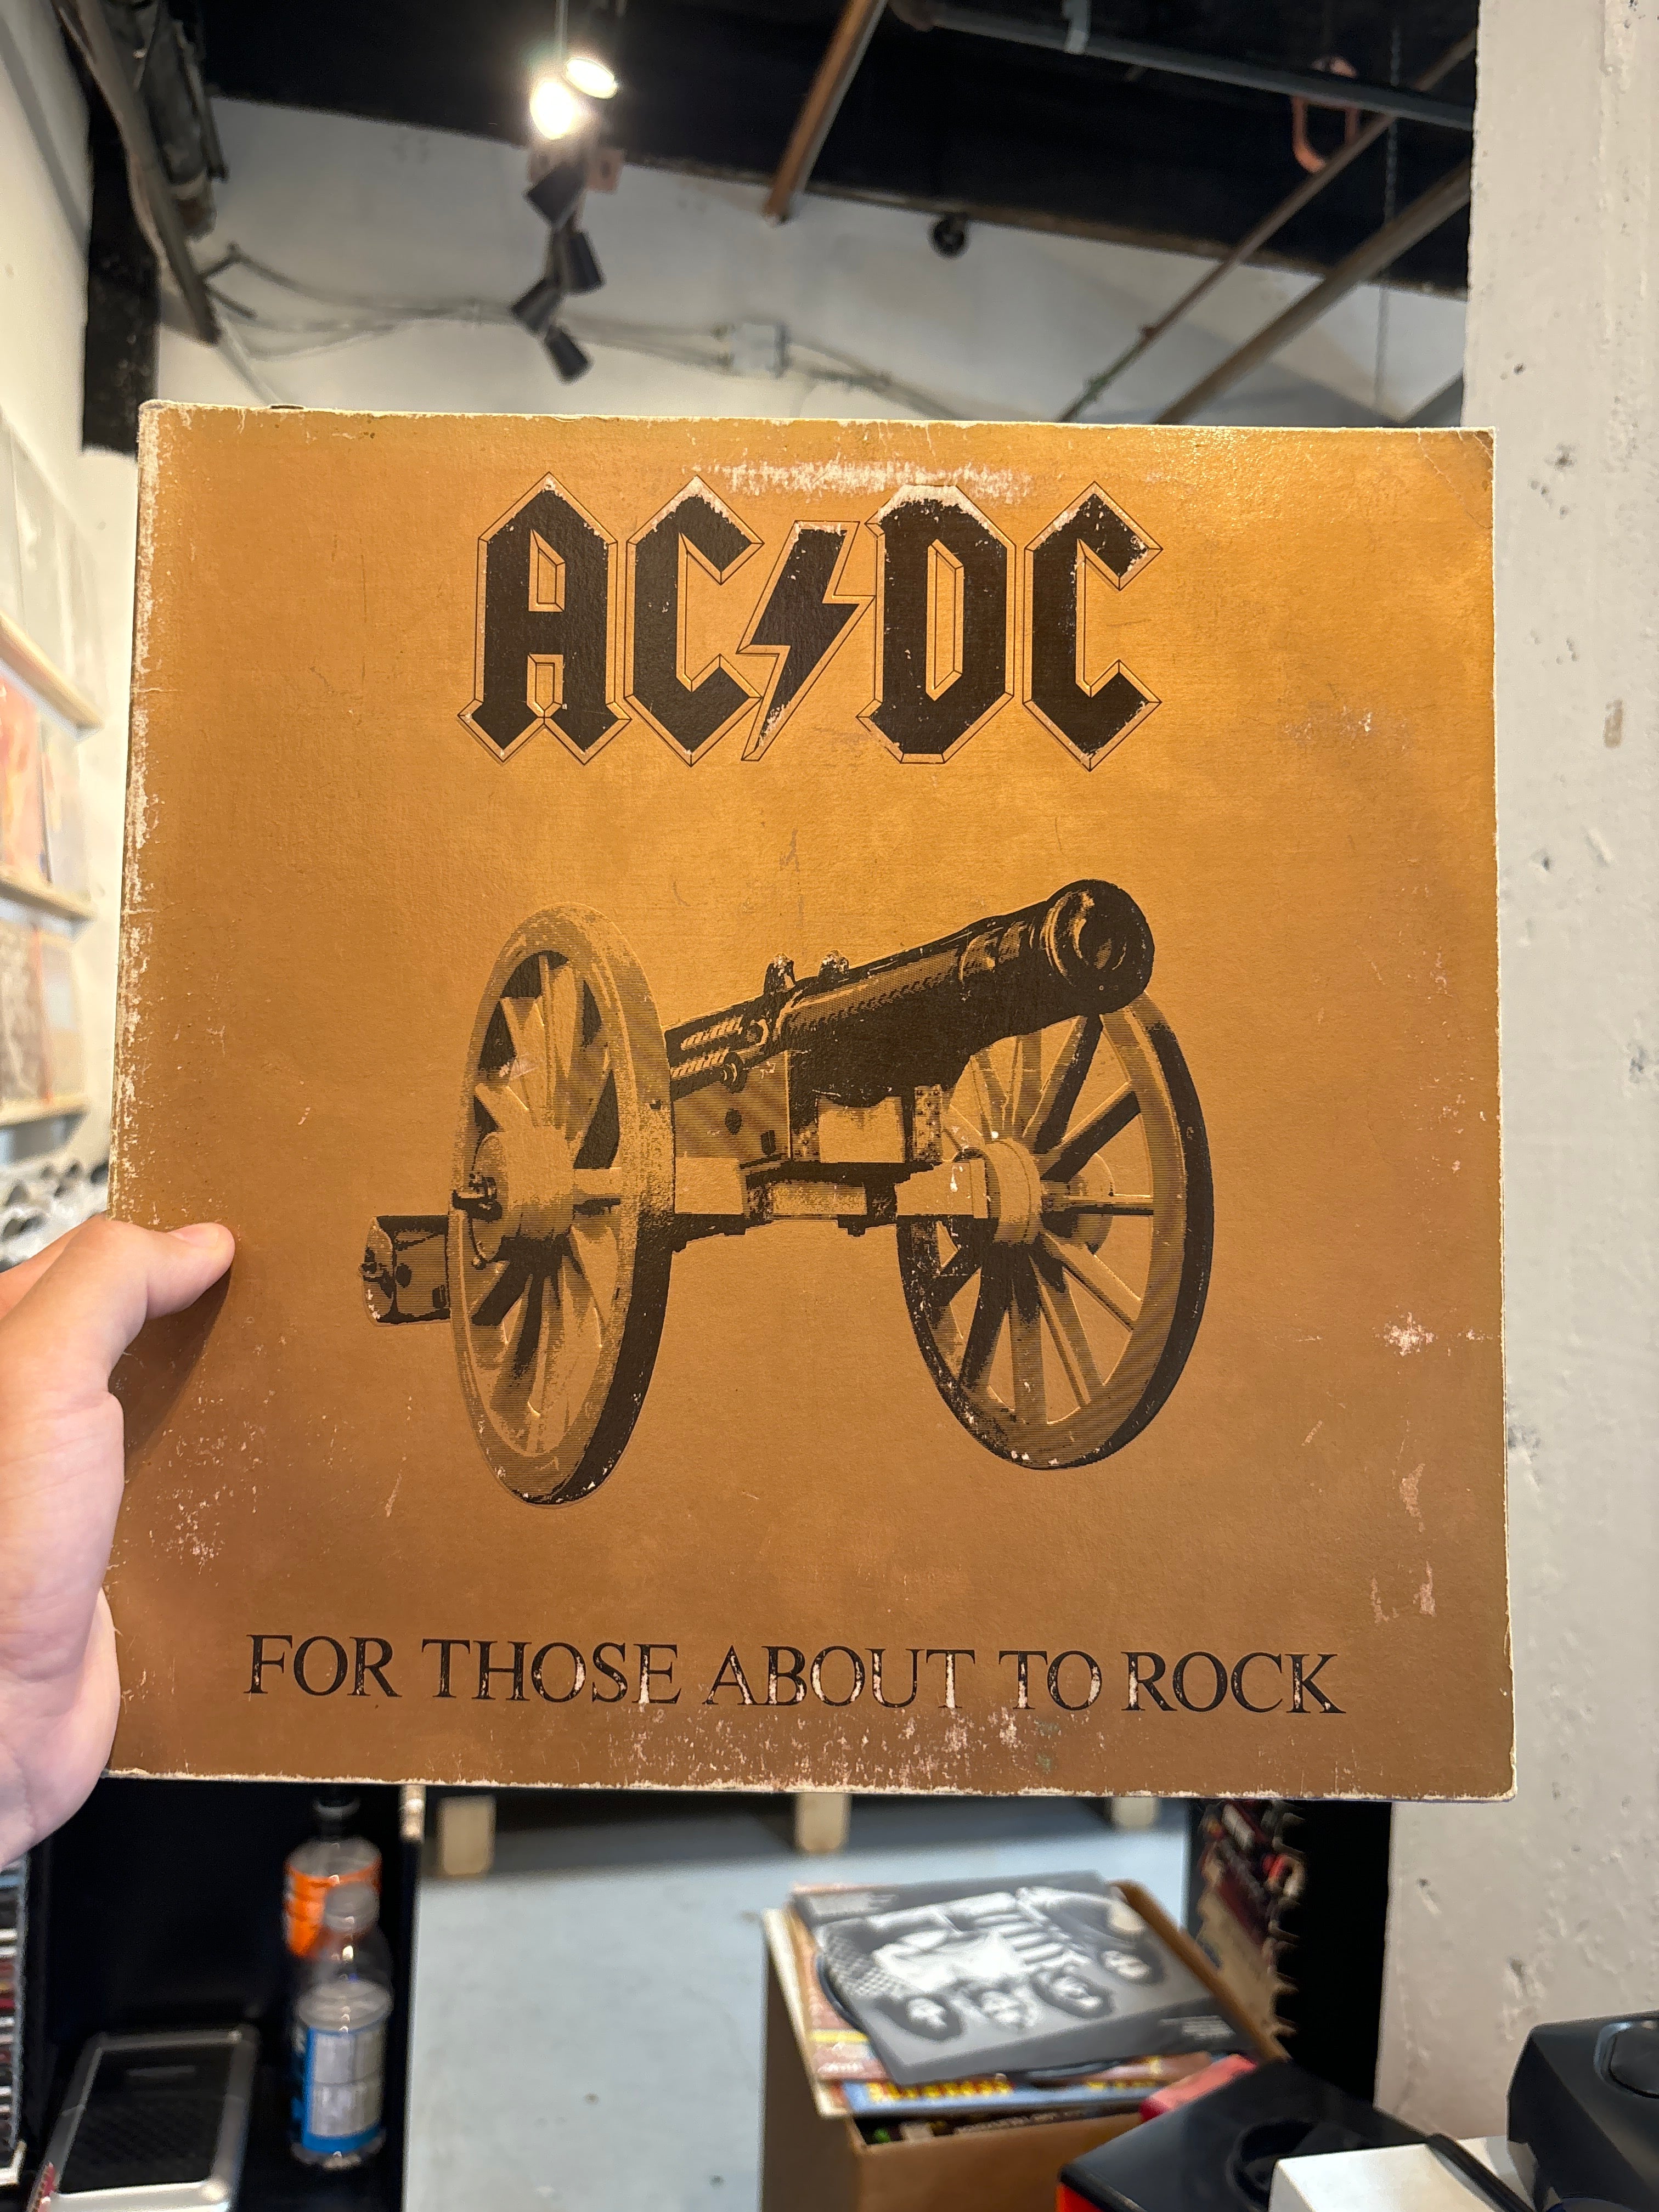 AC⚡DC
FOR THOSE ABOUT TO ROCK